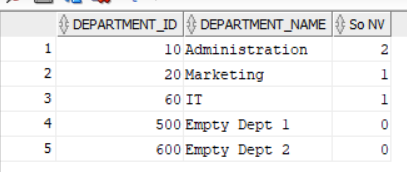 DEPARTMENT_ID DEPARTMENT_NAME So NV
1 10 Administration 2
2 20 Marketing 1
3 60 IT 1
4 500 Empty Dept 1 0
5 600 Empty Dept 2 0